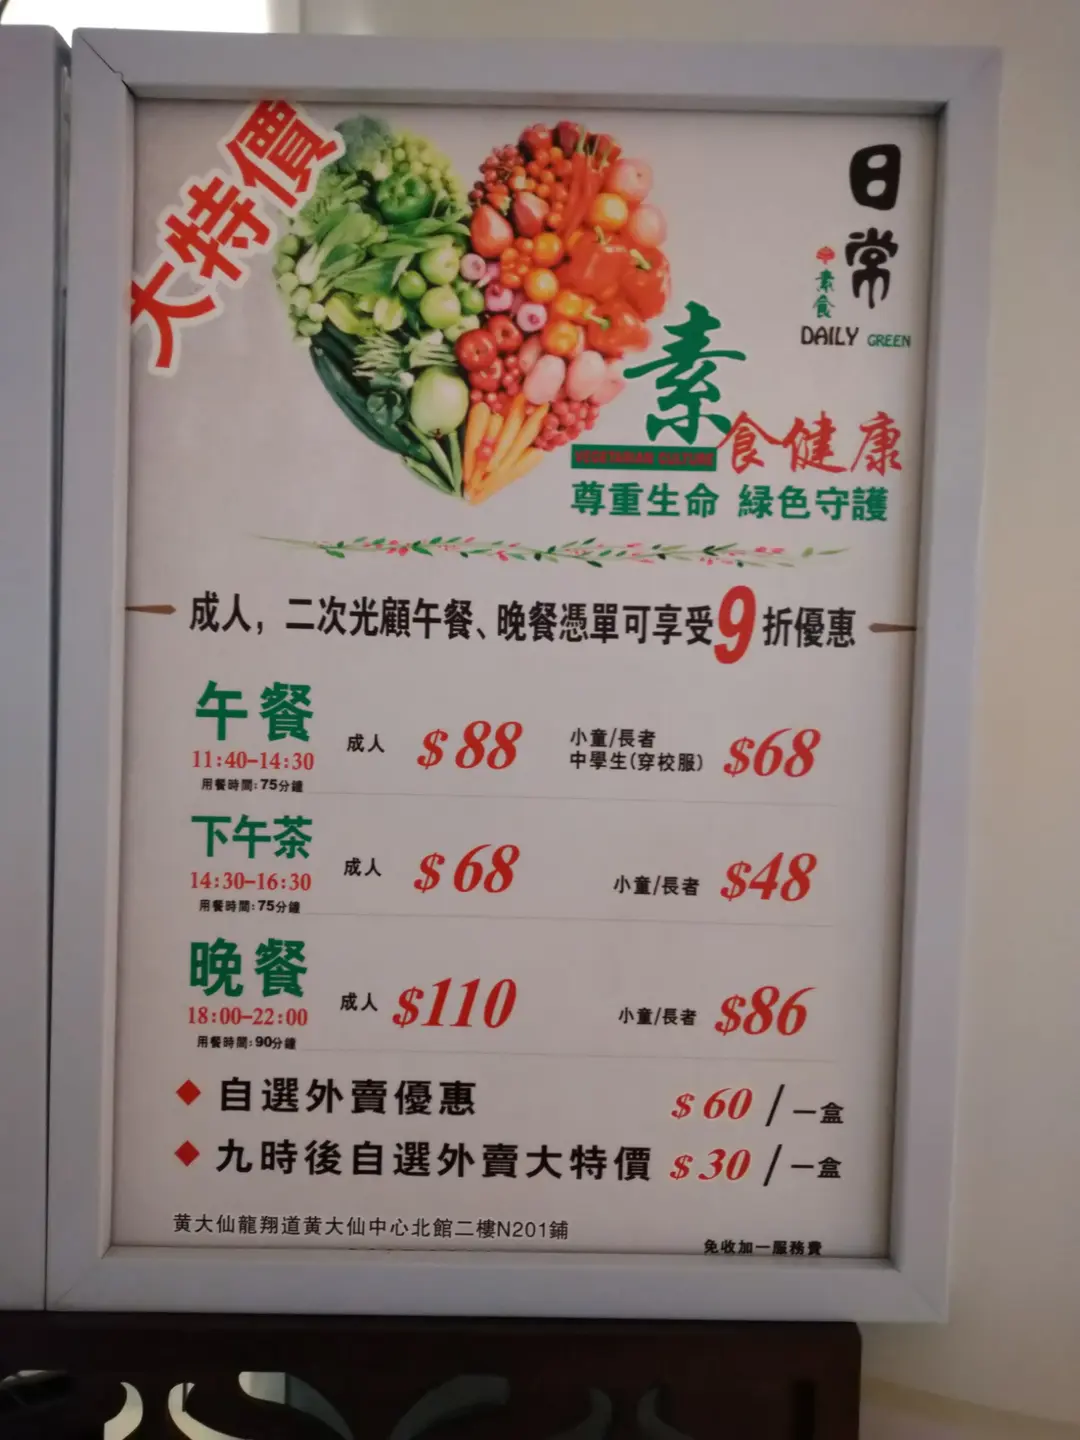 大特價
日常
素食
DAILY GREEN
素食健康
VEGETARIAN CULTURE
尊重生命 緑色守護
成人，二次光顧午餐、晚餐憑單可享受9折優惠
午餐
11:40-14:30
用餐時間:75分鐘
成人 $88
小童/長者
中學生(穿校服) $68
下午茶
14:30-16:30
用餐時間:75分鐘
成人 $68
小童/長者 $48
晚餐
18:00-22:00
用餐時間:90分鐘
成人 $110
小童/長者 $86
◆ 自選外賣優惠 $60/一盒
◆ 九時後自選外賣大特價 $30/一盒
黄大仙龍翔道黄大仙中心北館二樓N201鋪
免收加一服務費